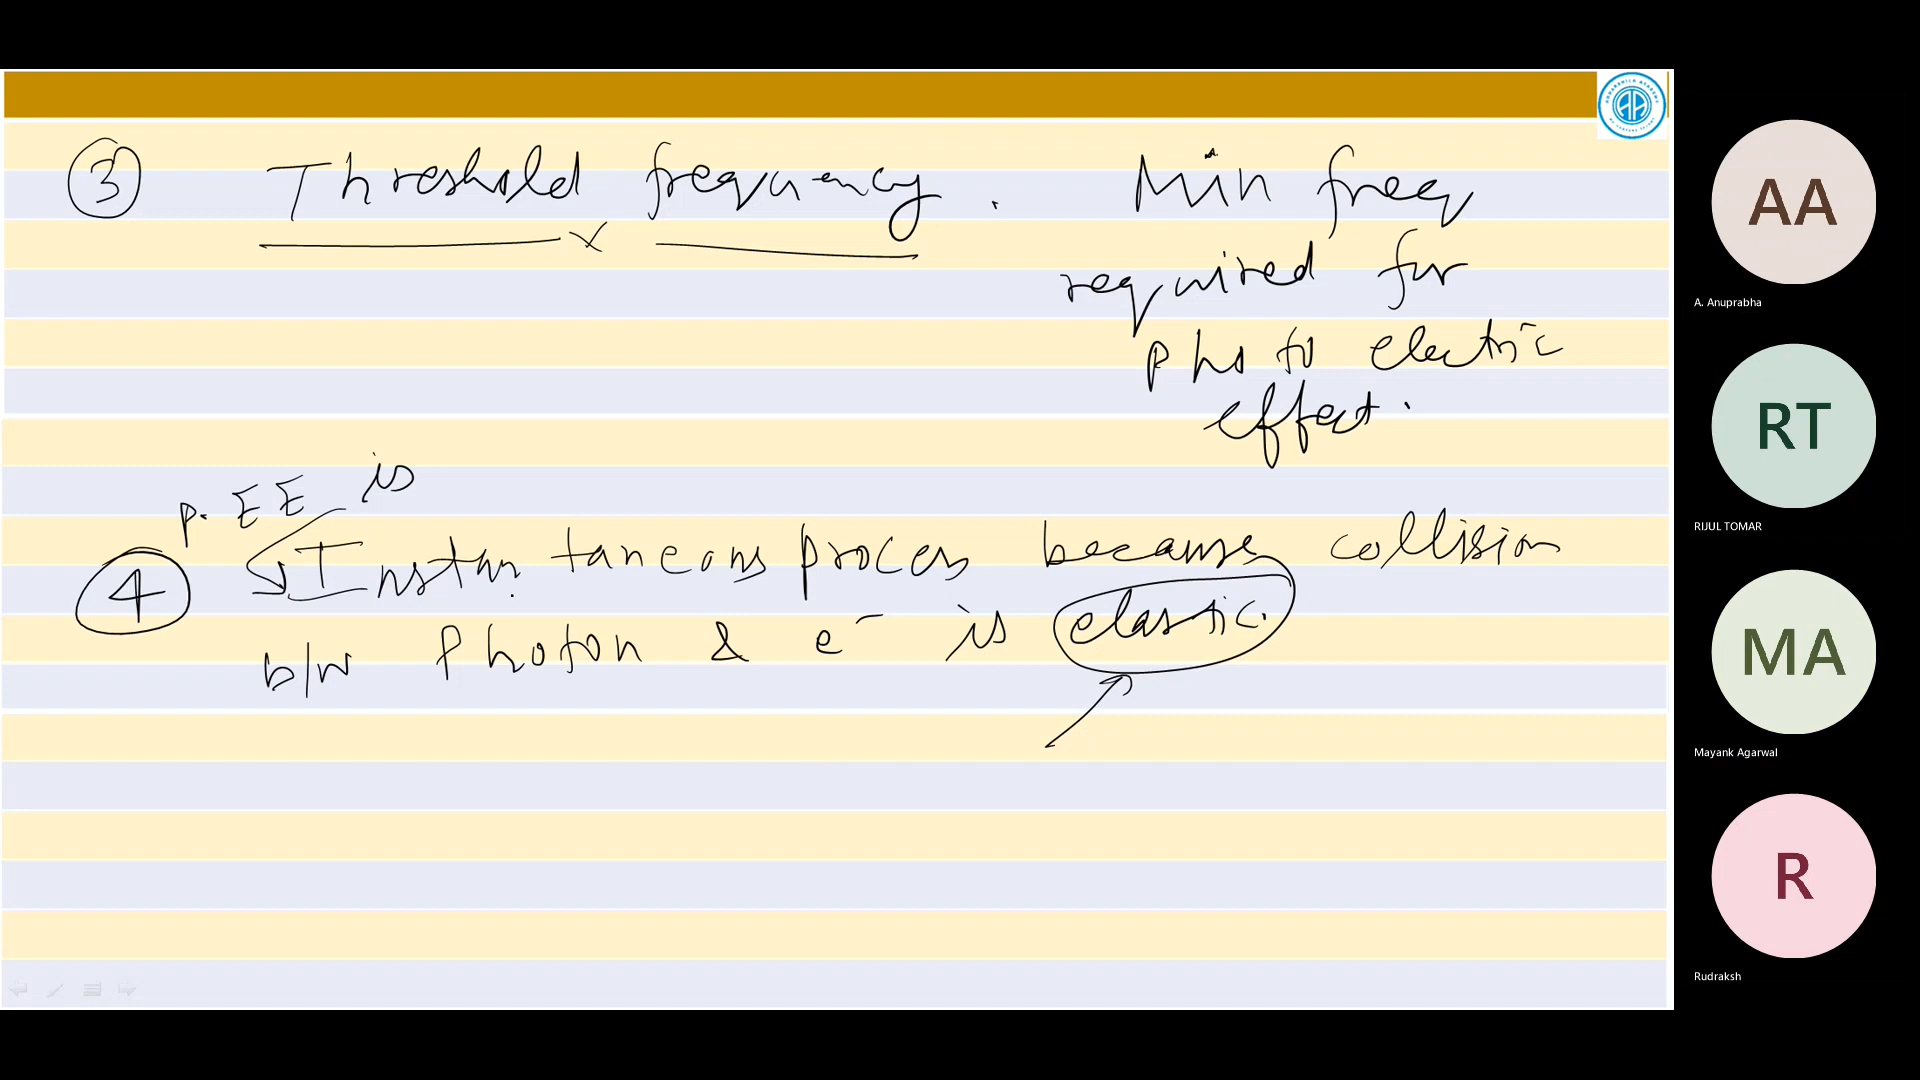 ③ Threshold frequency. Min freq
required for
photo electric
effect.
P.EE is
④ Instantaneous process because collision
b/w Photon & e⁻ is elastic.
AA
A. Anuprabha
RT
RIJUL TOMAR
MA
Mayank Agarwal
R
Rudraksh